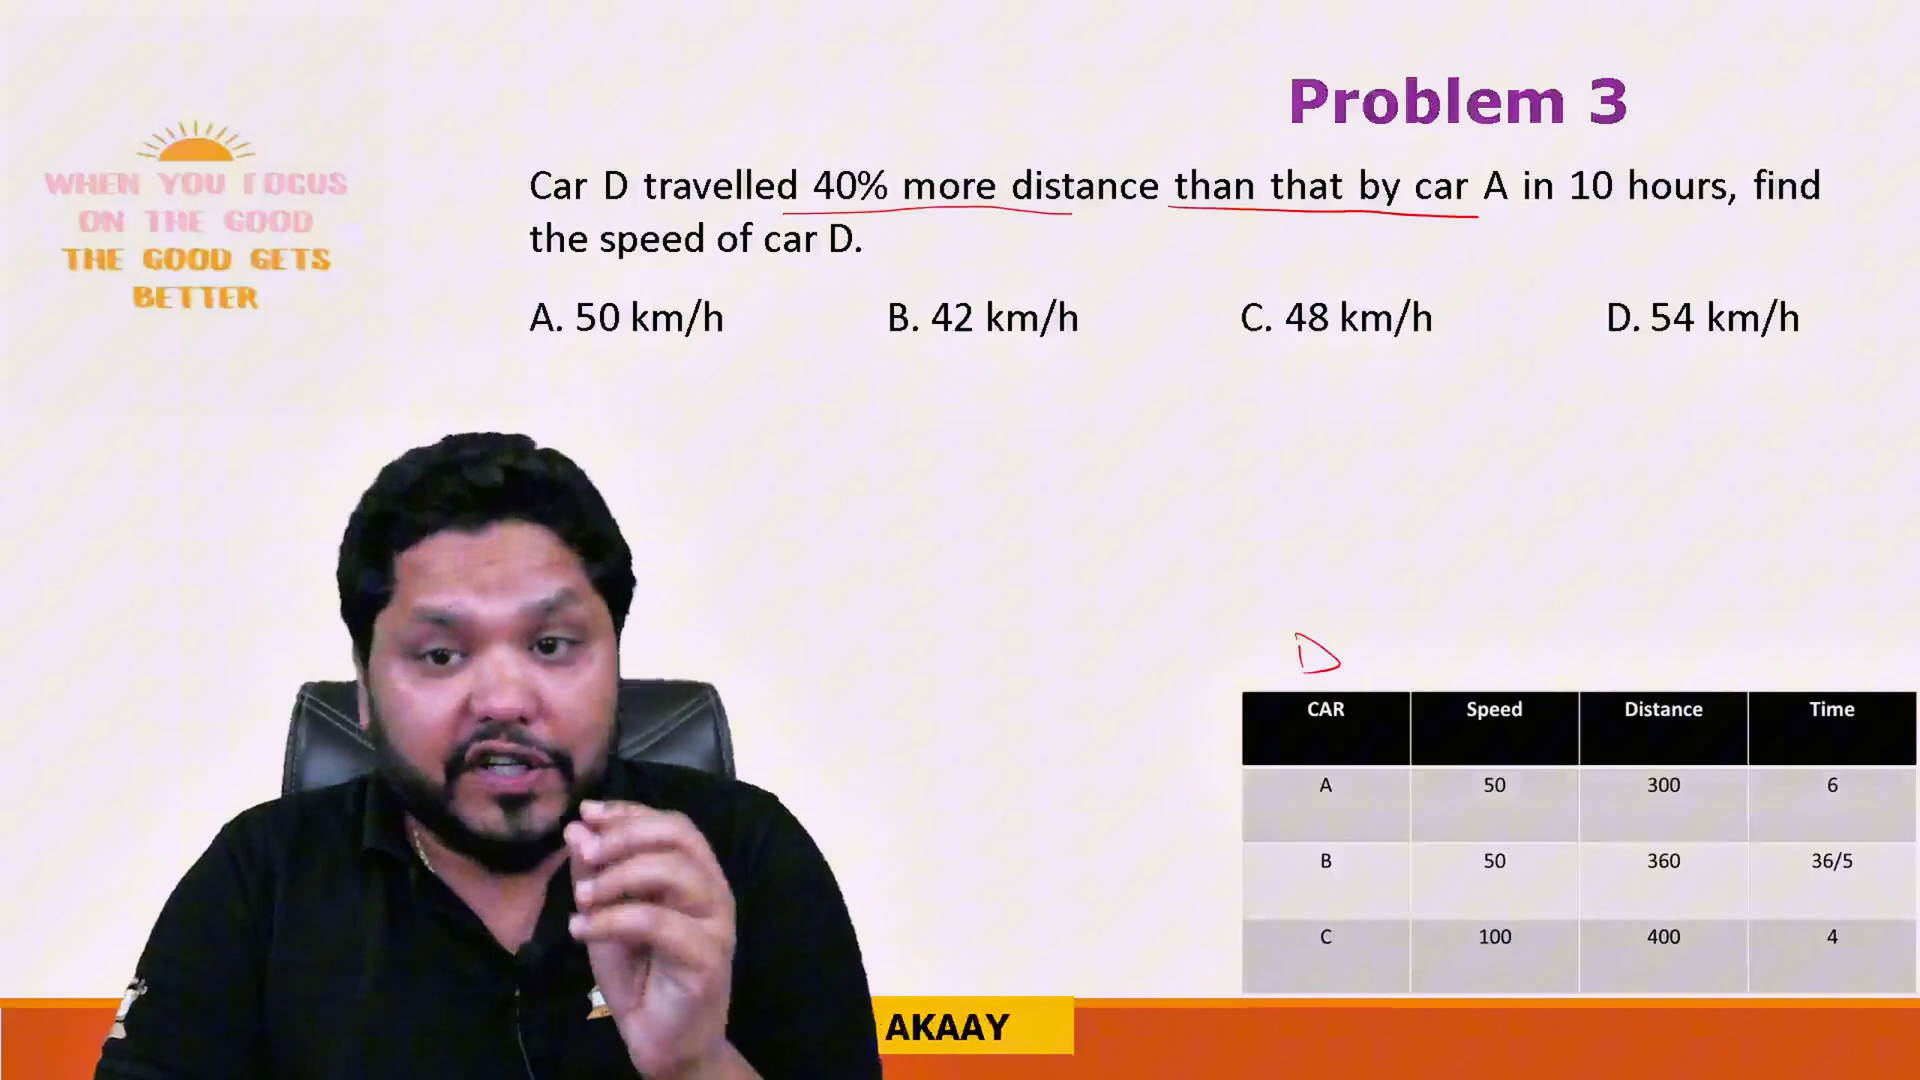 Problem 3
WHEN YOU FOCUS
ON THE GOOD
THE GOOD GETS
BETTER
Car D travelled 40% more distance than that by car A in 10 hours, find
the speed of car D.
A. 50 km/h B. 42 km/h C. 48 km/h D. 54 km/h
D
CAR Speed Distance Time
A 50 300 6
B 50 360 36/5
C 100 400 4
AKAAY